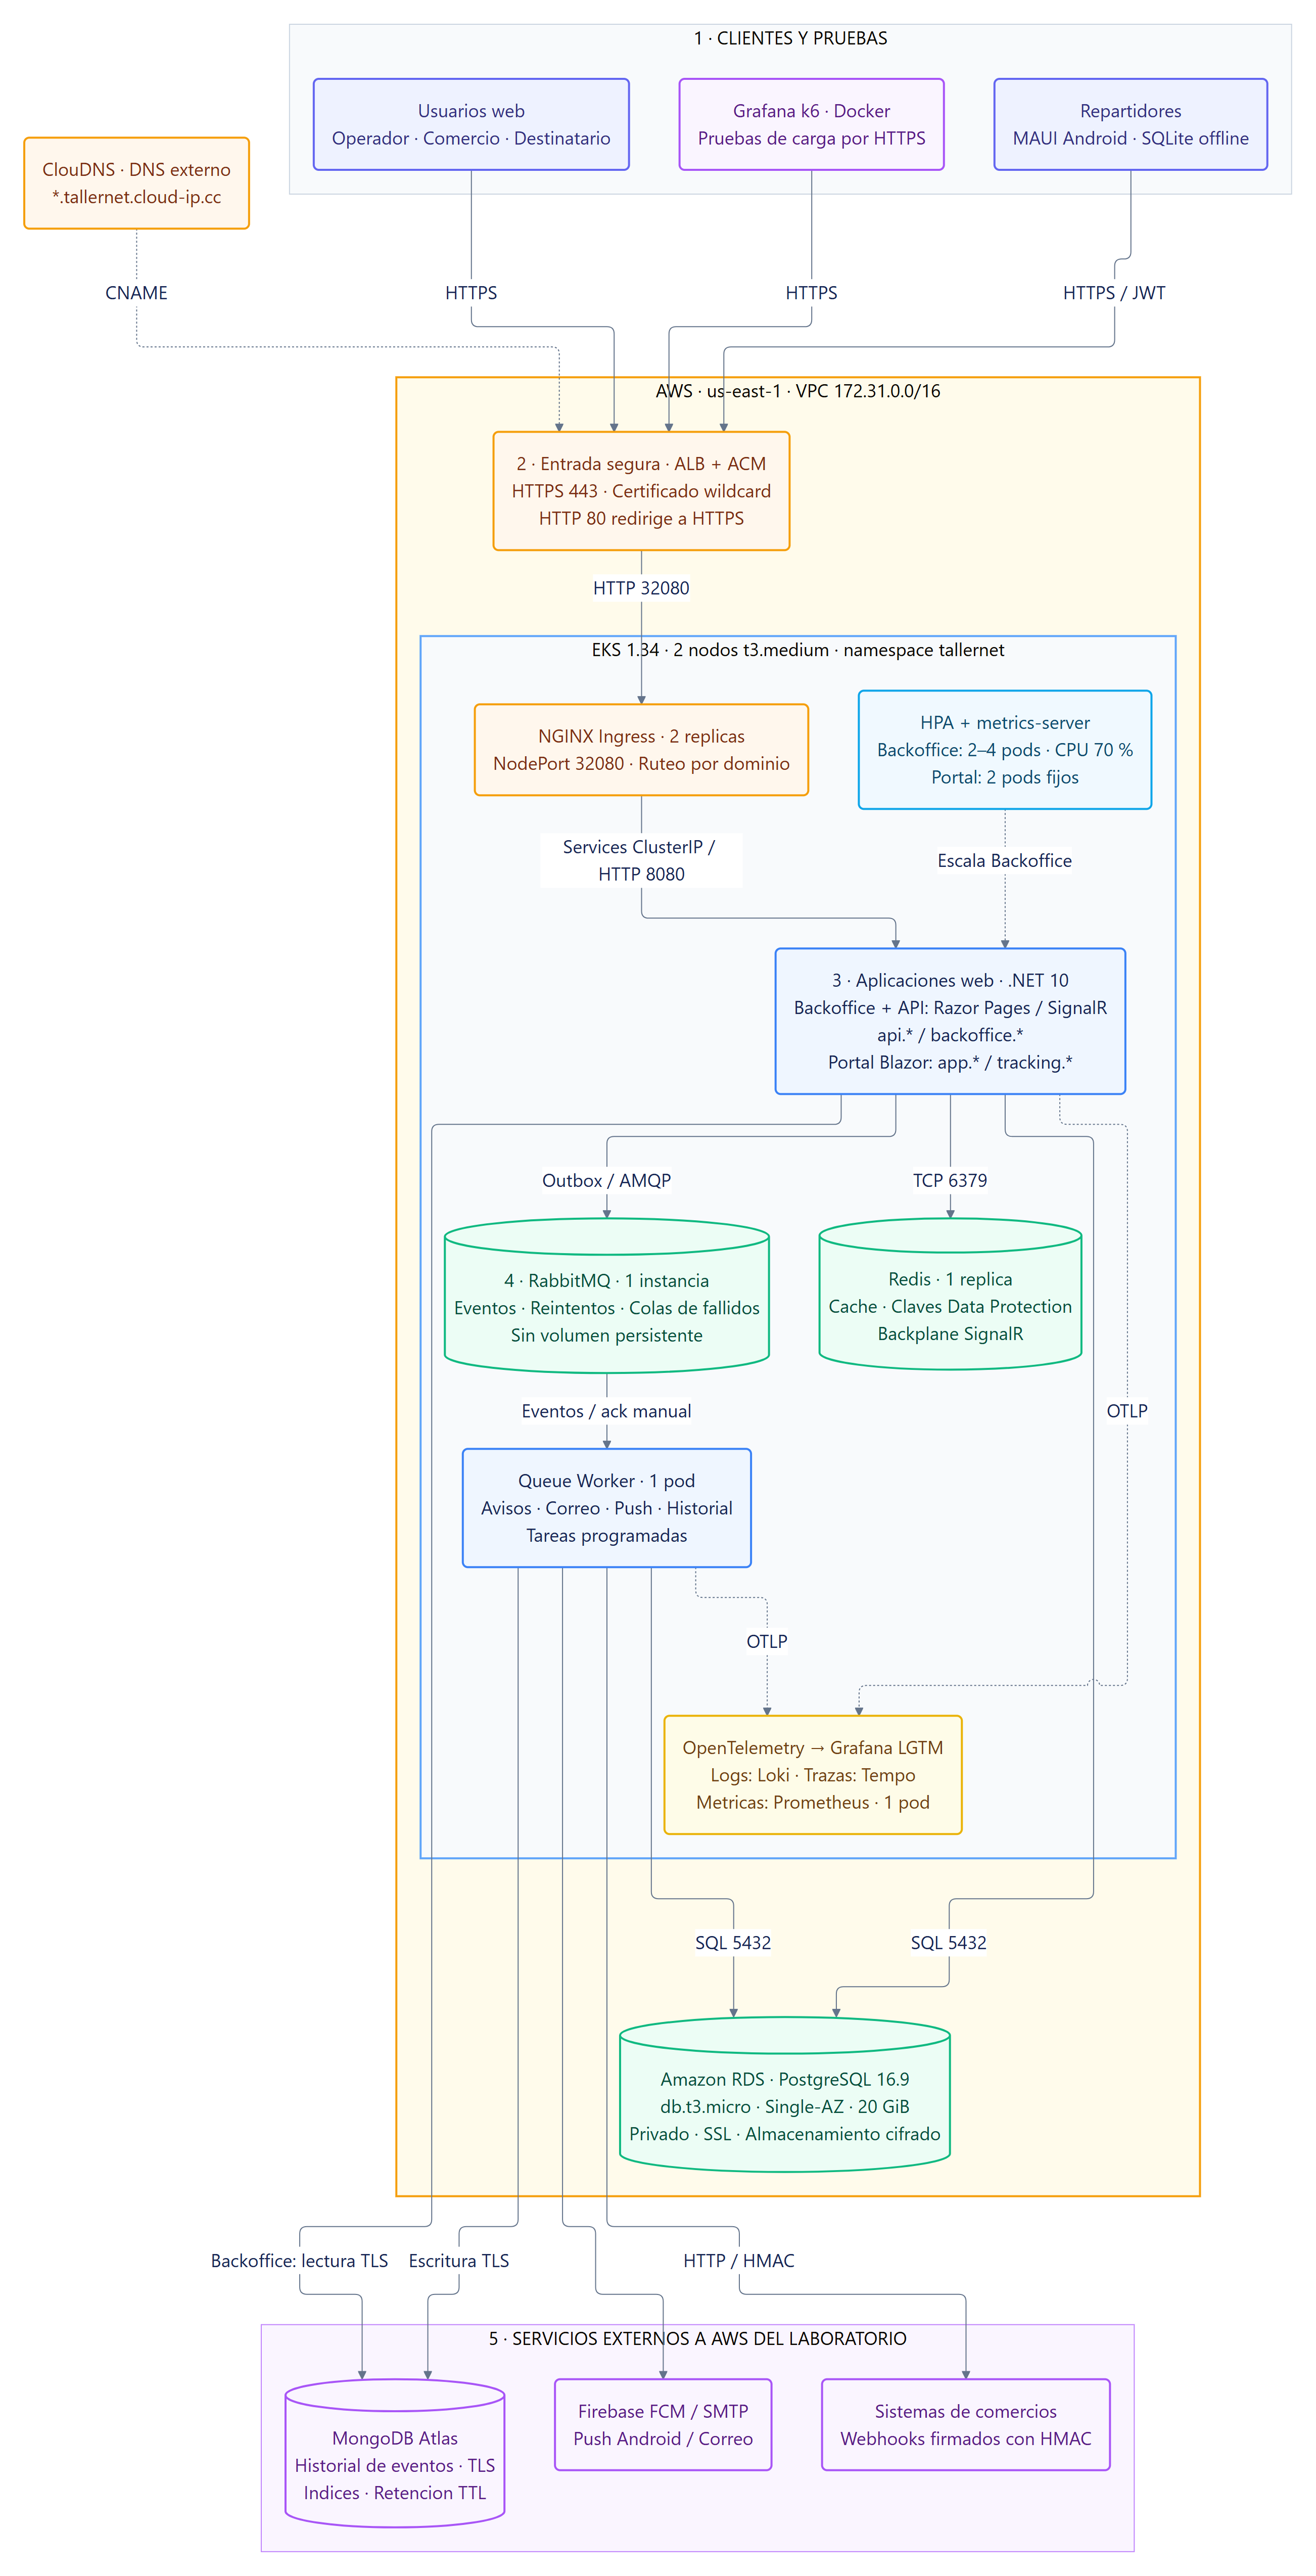 1 · CLIENTES Y PRUEBAS
Usuarios web
Operador · Comercio · Destinatario
Grafana k6 · Docker
Pruebas de carga por HTTPS
Repartidores
MAUI Android · SQLite offline
ClouDNS · DNS externo
*.tallernet.cloud-ip.cc
CNAME
HTTPS
HTTPS
HTTPS / JWT
AWS · us-east-1 · VPC 172.31.0.0/16
2 · Entrada segura · ALB + ACM
HTTPS 443 · Certificado wildcard
HTTP 80 redirige a HTTPS
HTTP 32080
EKS 1.34 · 2 nodos t3.medium · namespace tallernet
NGINX Ingress · 2 replicas
NodePort 32080 · Ruteo por dominio
HPA + metrics-server
Backoffice: 2–4 pods · CPU 70 %
Portal: 2 pods fijos
Services ClusterIP /
HTTP 8080
Escala Backoffice
3 · Aplicaciones web · .NET 10
Backoffice + API: Razor Pages / SignalR
api.* / backoffice.*
Portal Blazor: app.* / tracking.*
Outbox / AMQP
TCP 6379
4 · RabbitMQ · 1 instancia
Eventos · Reintentos · Colas de fallidos
Sin volumen persistente
Redis · 1 replica
Cache · Claves Data Protection
Backplane SignalR
Eventos / ack manual
OTLP
Queue Worker · 1 pod
Avisos · Correo · Push · Historial
Tareas programadas
OTLP
OpenTelemetry → Grafana LGTM
Logs: Loki · Trazas: Tempo
Metricas: Prometheus · 1 pod
SQL 5432
SQL 5432
Amazon RDS · PostgreSQL 16.9
db.t3.micro · Single-AZ · 20 GiB
Privado · SSL · Almacenamiento cifrado
Backoffice: lectura TLS
Escritura TLS
HTTP / HMAC
5 · SERVICIOS EXTERNOS A AWS DEL LABORATORIO
MongoDB Atlas
Historial de eventos · TLS
Indices · Retencion TTL
Firebase FCM / SMTP
Push Android / Correo
Sistemas de comercios
Webhooks firmados con HMAC